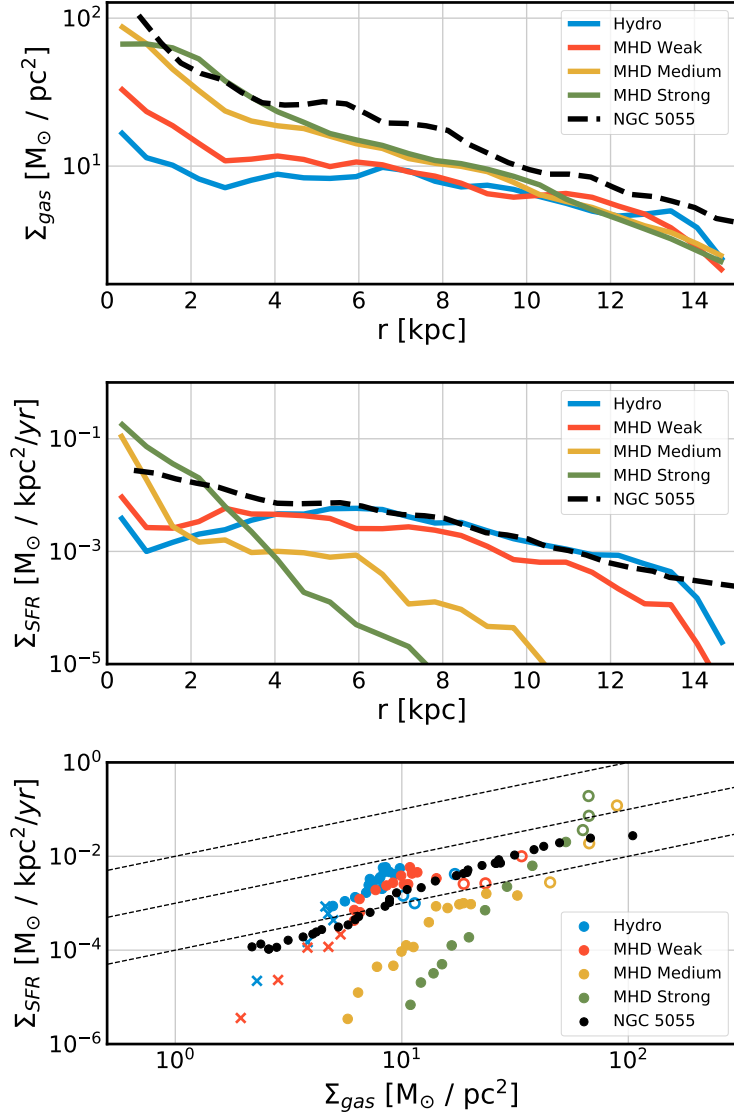 10²
10¹
Σgas [M⊙ / pc²]
Hydro
MHD Weak
MHD Medium
MHD Strong
NGC 5055
0 2 4 6 8 10 12 14
r [kpc]
10⁻¹
10⁻³
10⁻⁵
ΣSFR [M⊙ / kpc²/yr]
Hydro
MHD Weak
MHD Medium
MHD Strong
NGC 5055
0 2 4 6 8 10 12 14
r [kpc]
10⁰
10⁻²
10⁻⁴
10⁻⁶
ΣSFR [M⊙ / kpc²/yr]
Hydro
MHD Weak
MHD Medium
MHD Strong
NGC 5055
10⁰ 10¹ 10²
Σgas [M⊙ / pc²]